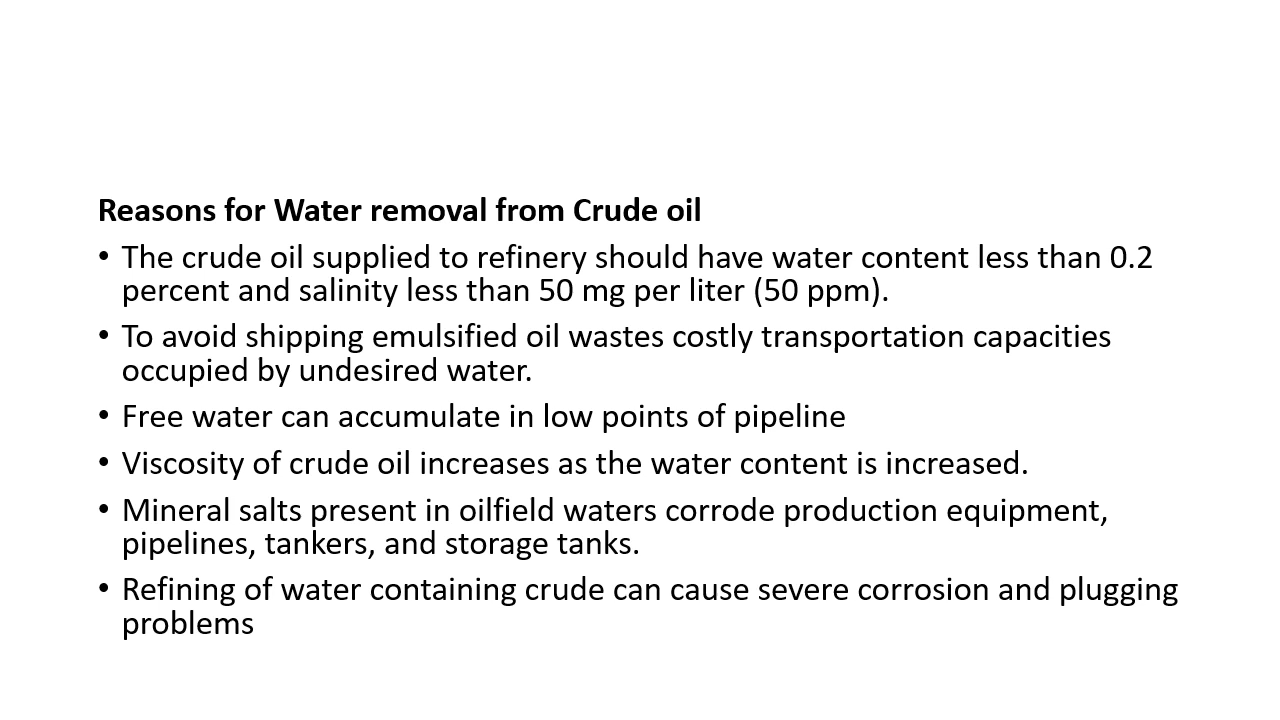 Reasons for Water removal from Crude oil
• The crude oil supplied to refinery should have water content less than 0.2
percent and salinity less than 50 mg per liter (50 ppm).
• To avoid shipping emulsified oil wastes costly transportation capacities
occupied by undesired water.
• Free water can accumulate in low points of pipeline
• Viscosity of crude oil increases as the water content is increased.
• Mineral salts present in oilfield waters corrode production equipment,
pipelines, tankers, and storage tanks.
• Refining of water containing crude can cause severe corrosion and plugging
problems